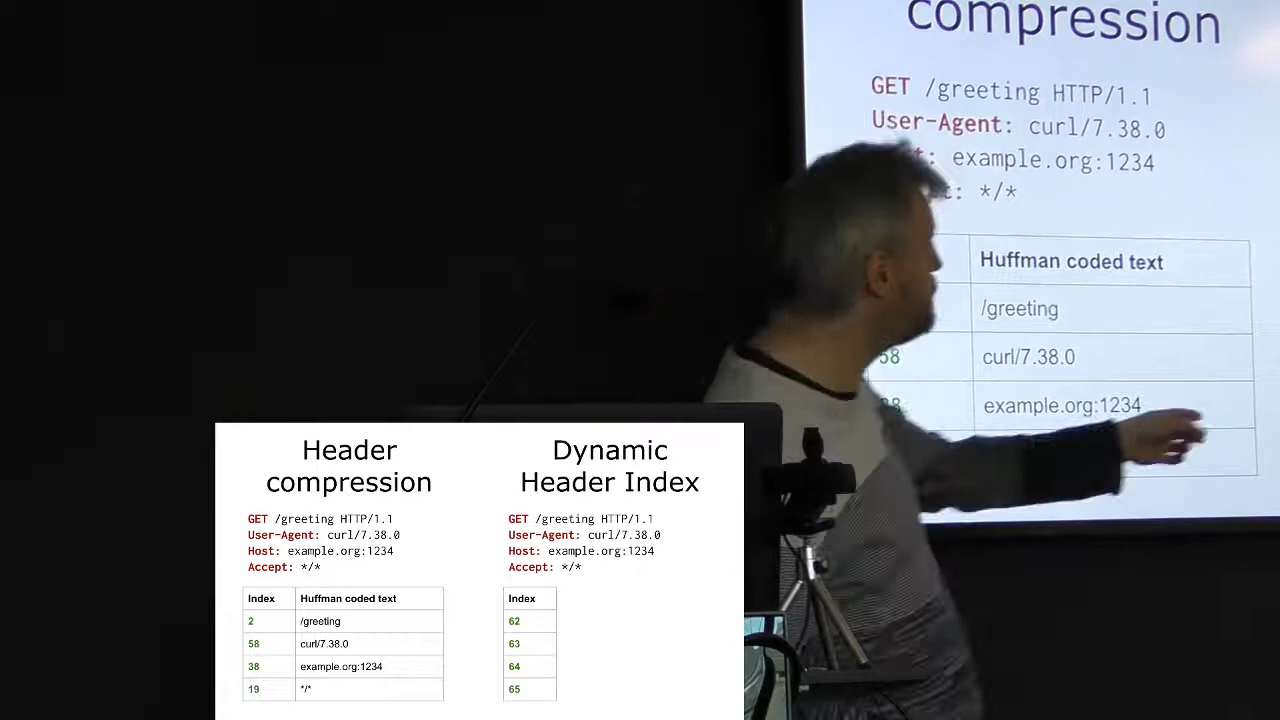 compression
GET /greeting HTTP/1.1
User-Agent: curl/7.38.0
example.org:1234
: */*
Huffman coded text
/greeting
58 curl/7.38.0
example.org:1234
Header compression
GET /greeting HTTP/1.1
User-Agent: curl/7.38.0
Host: example.org:1234
Accept: */*
Index Huffman coded text
2 /greeting
58 curl/7.38.0
38 example.org:1234
19 */*
Dynamic
Header Index
GET /greeting HTTP/1.1
User-Agent: curl/7.38.0
Host: example.org:1234
Accept: */*
Index
62
63
64
65